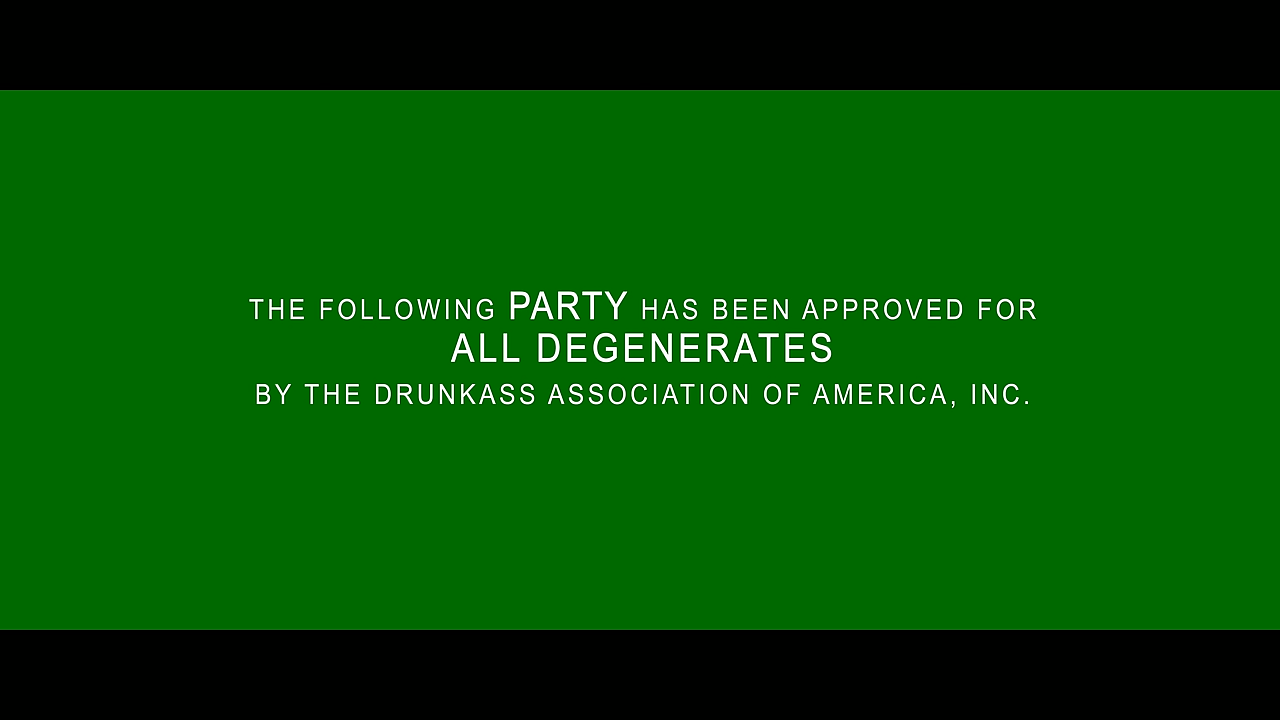 THE FOLLOWING PARTY HAS BEEN APPROVED FOR
ALL DEGENERATES
BY THE DRUNKASS ASSOCIATION OF AMERICA, INC.